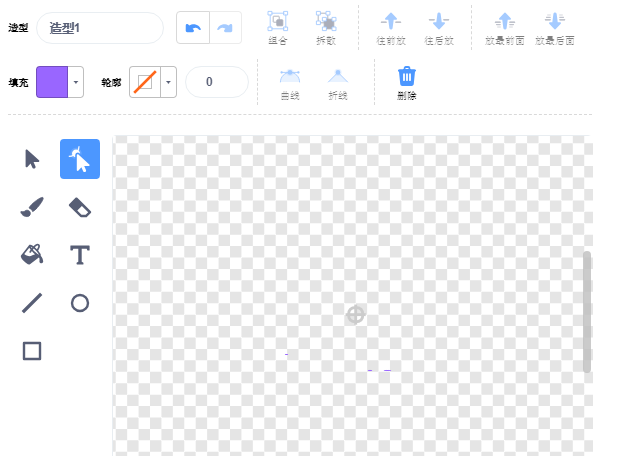 造型 造型1 组合 拆散 往前放 往后放 放最前面 放最后面
填充 轮廓 0 曲线 折线 删除